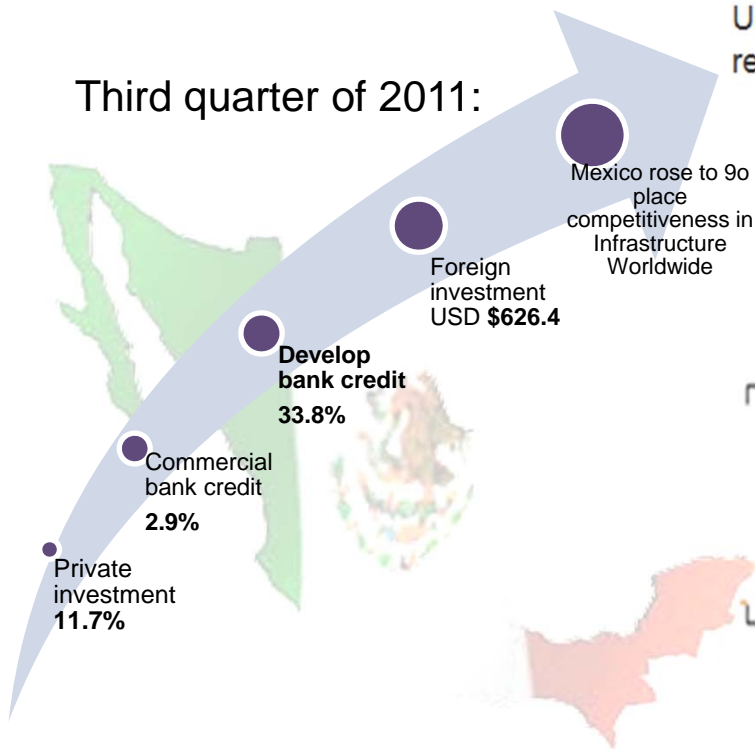 Third quarter of 2011:
Mexico rose to 9o
place
competitiveness in
Infrastructure
Worldwide
Foreign
investment
USD $626.4
Develop
bank credit
33.8%
Commercial
bank credit
2.9%
Private
investment
11.7%